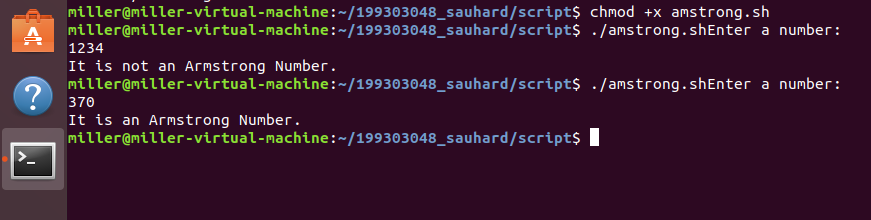 miller@miller-virtual-machine:~/199303048_sauhard/script$ chmod +x amstrong.sh
miller@miller-virtual-machine:~/199303048_sauhard/script$ ./amstrong.shEnter a number:
1234
It is not an Armstrong Number.
miller@miller-virtual-machine:~/199303048_sauhard/script$ ./amstrong.shEnter a number:
370
It is an Armstrong Number.
miller@miller-virtual-machine:~/199303048_sauhard/script$